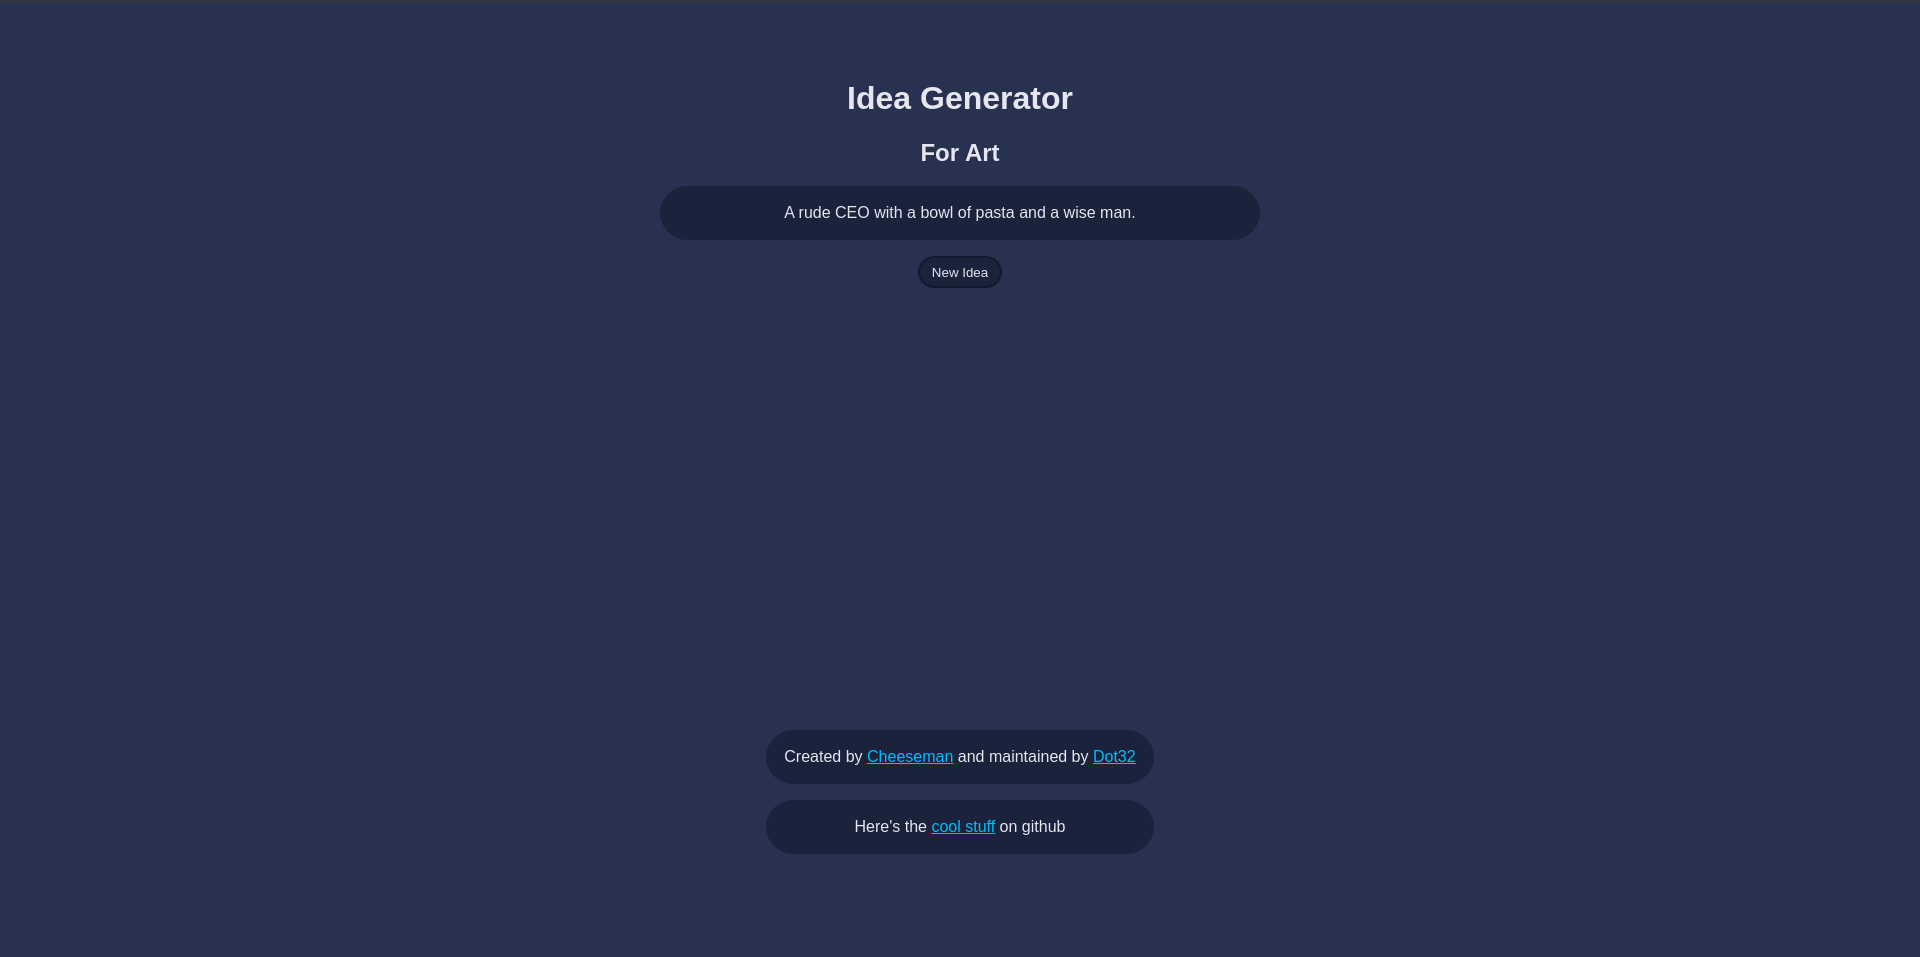 Idea Generator
For Art
A rude CEO with a bowl of pasta and a wise man.
New Idea
Created by Cheeseman and maintained by Dot32
Here's the cool stuff on github